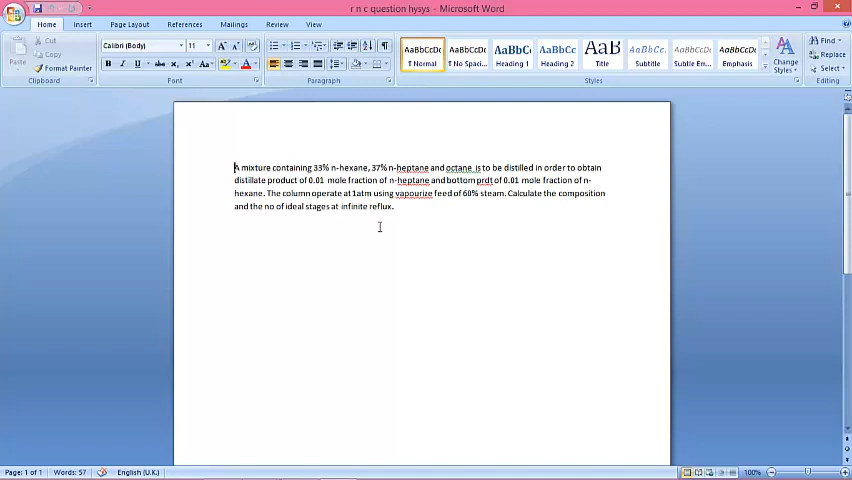 r n c question hysys - Microsoft Word
Home Insert Page Layout References Mailings Review View
Paste Cut Copy Format Painter Clipboard
Calibri (Body) 11 Font
Paragraph
AaBbCcDc ¶ Normal AaBbCcDc ¶ No Spaci... AaBbC Heading 1 AaBbCc Heading 2 AaB Title AaBbCc. Subtitle AaBbCcDc Subtle Em... AaBbCcDc Emphasis Change Styles Styles
Find Replace Select Editing
A mixture containing 33% n-hexane, 37% n-heptane and octane is to be distilled in order to obtain
distillate product of 0.01 mole fraction of n-heptane and bottom prdt of 0.01 mole fraction of n-
hexane. The column operate at 1atm using vapourize feed of 60% steam. Calculate the composition
and the no of ideal stages at infinite reflux.
Page: 1 of 1 Words: 57 English (U.K.) 100%